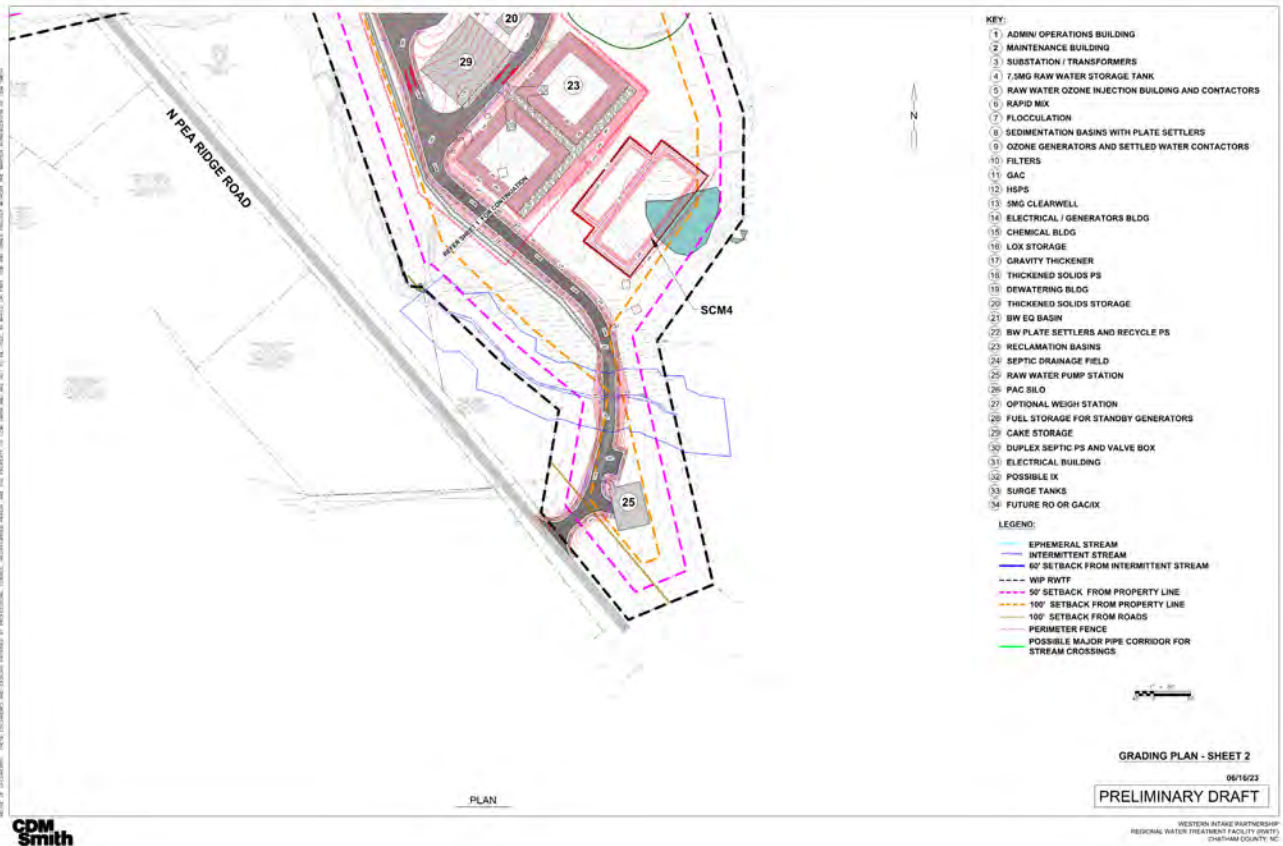 20
29
23
N PEA RIDGE ROAD
REFER SHEET 1 FOR CONTINUATION
SCM4
25
N
KEY:
1 ADMIN/ OPERATIONS BUILDING
2 MAINTENANCE BUILDING
3 SUBSTATION / TRANSFORMERS
4 7.5MG RAW WATER STORAGE TANK
5 RAW WATER OZONE INJECTION BUILDING AND CONTACTORS
6 RAPID MIX
7 FLOCCULATION
8 SEDIMENTATION BASINS WITH PLATE SETTLERS
9 OZONE GENERATORS AND SETTLED WATER CONTACTORS
10 FILTERS
11 GAC
12 HSPS
13 5MG CLEARWELL
14 ELECTRICAL / GENERATORS BLDG
15 CHEMICAL BLDG
16 LOX STORAGE
17 GRAVITY THICKENER
18 THICKENED SOLIDS PS
19 DEWATERING BLDG
20 THICKENED SOLIDS STORAGE
21 BW EQ BASIN
22 BW PLATE SETTLERS AND RECYCLE PS
23 RECLAMATION BASINS
24 SEPTIC DRAINAGE FIELD
25 RAW WATER PUMP STATION
26 PAC SILO
27 OPTIONAL WEIGH STATION
28 FUEL STORAGE FOR STANDBY GENERATORS
29 CAKE STORAGE
30 DUPLEX SEPTIC PS AND VALVE BOX
31 ELECTRICAL BUILDING
32 POSSIBLE IX
33 SURGE TANKS
34 FUTURE RO OR GAC/IX
LEGEND:
EPHEMERAL STREAM
INTERMITTENT STREAM
60' SETBACK FROM INTERMITTENT STREAM
WIP RWTF
50' SETBACK FROM PROPERTY LINE
100' SETBACK FROM PROPERTY LINE
100' SETBACK FROM ROADS
PERIMETER FENCE
POSSIBLE MAJOR PIPE CORRIDOR FOR
STREAM CROSSINGS
GRADING PLAN - SHEET 2
06/16/23
PRELIMINARY DRAFT
PLAN
CDM
Smith
WESTERN INTAKE PARTNERSHIP
REGIONAL WATER TREATMENT FACILITY (RWTF)
CHATHAM COUNTY, NC